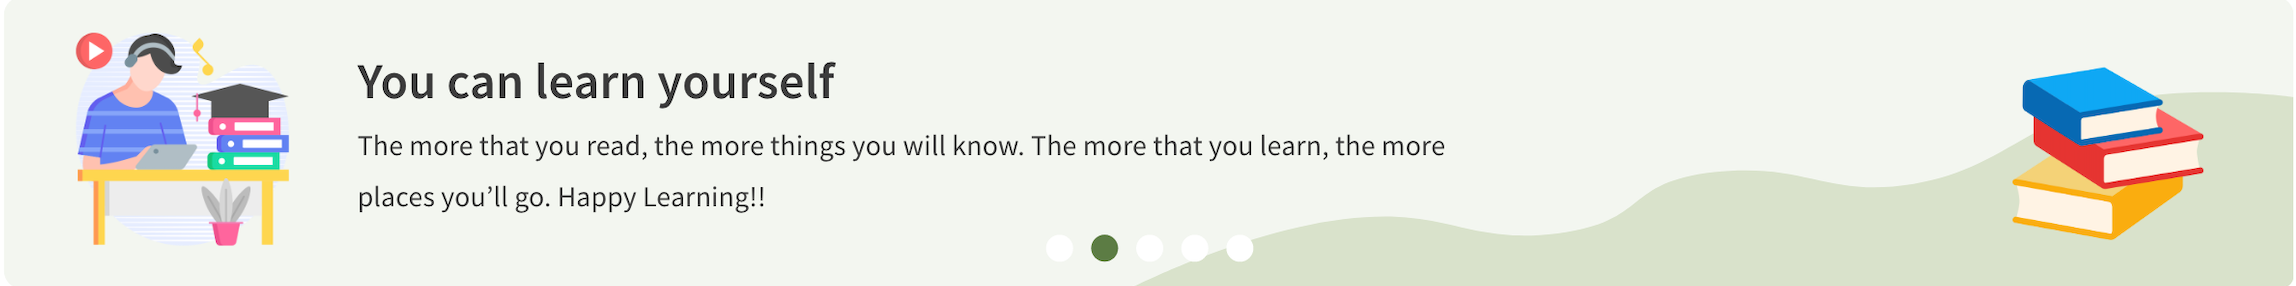 You can learn yourself
The more that you read, the more things you will know. The more that you learn, the more
places you’ll go. Happy Learning!!